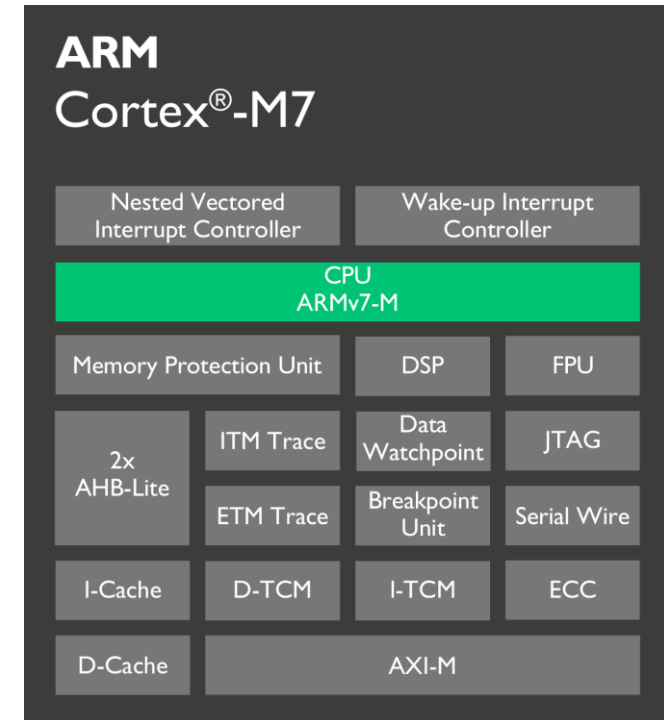 ARM
Cortex®-M7
Nested Vectored
Interrupt Controller
Wake-up Interrupt
Controller
CPU
ARMv7-M
Memory Protection Unit
DSP
FPU
2x
AHB-Lite
ITM Trace
Data
Watchpoint
JTAG
ETM Trace
Breakpoint
Unit
Serial Wire
I-Cache
D-TCM
I-TCM
ECC
D-Cache
AXI-M